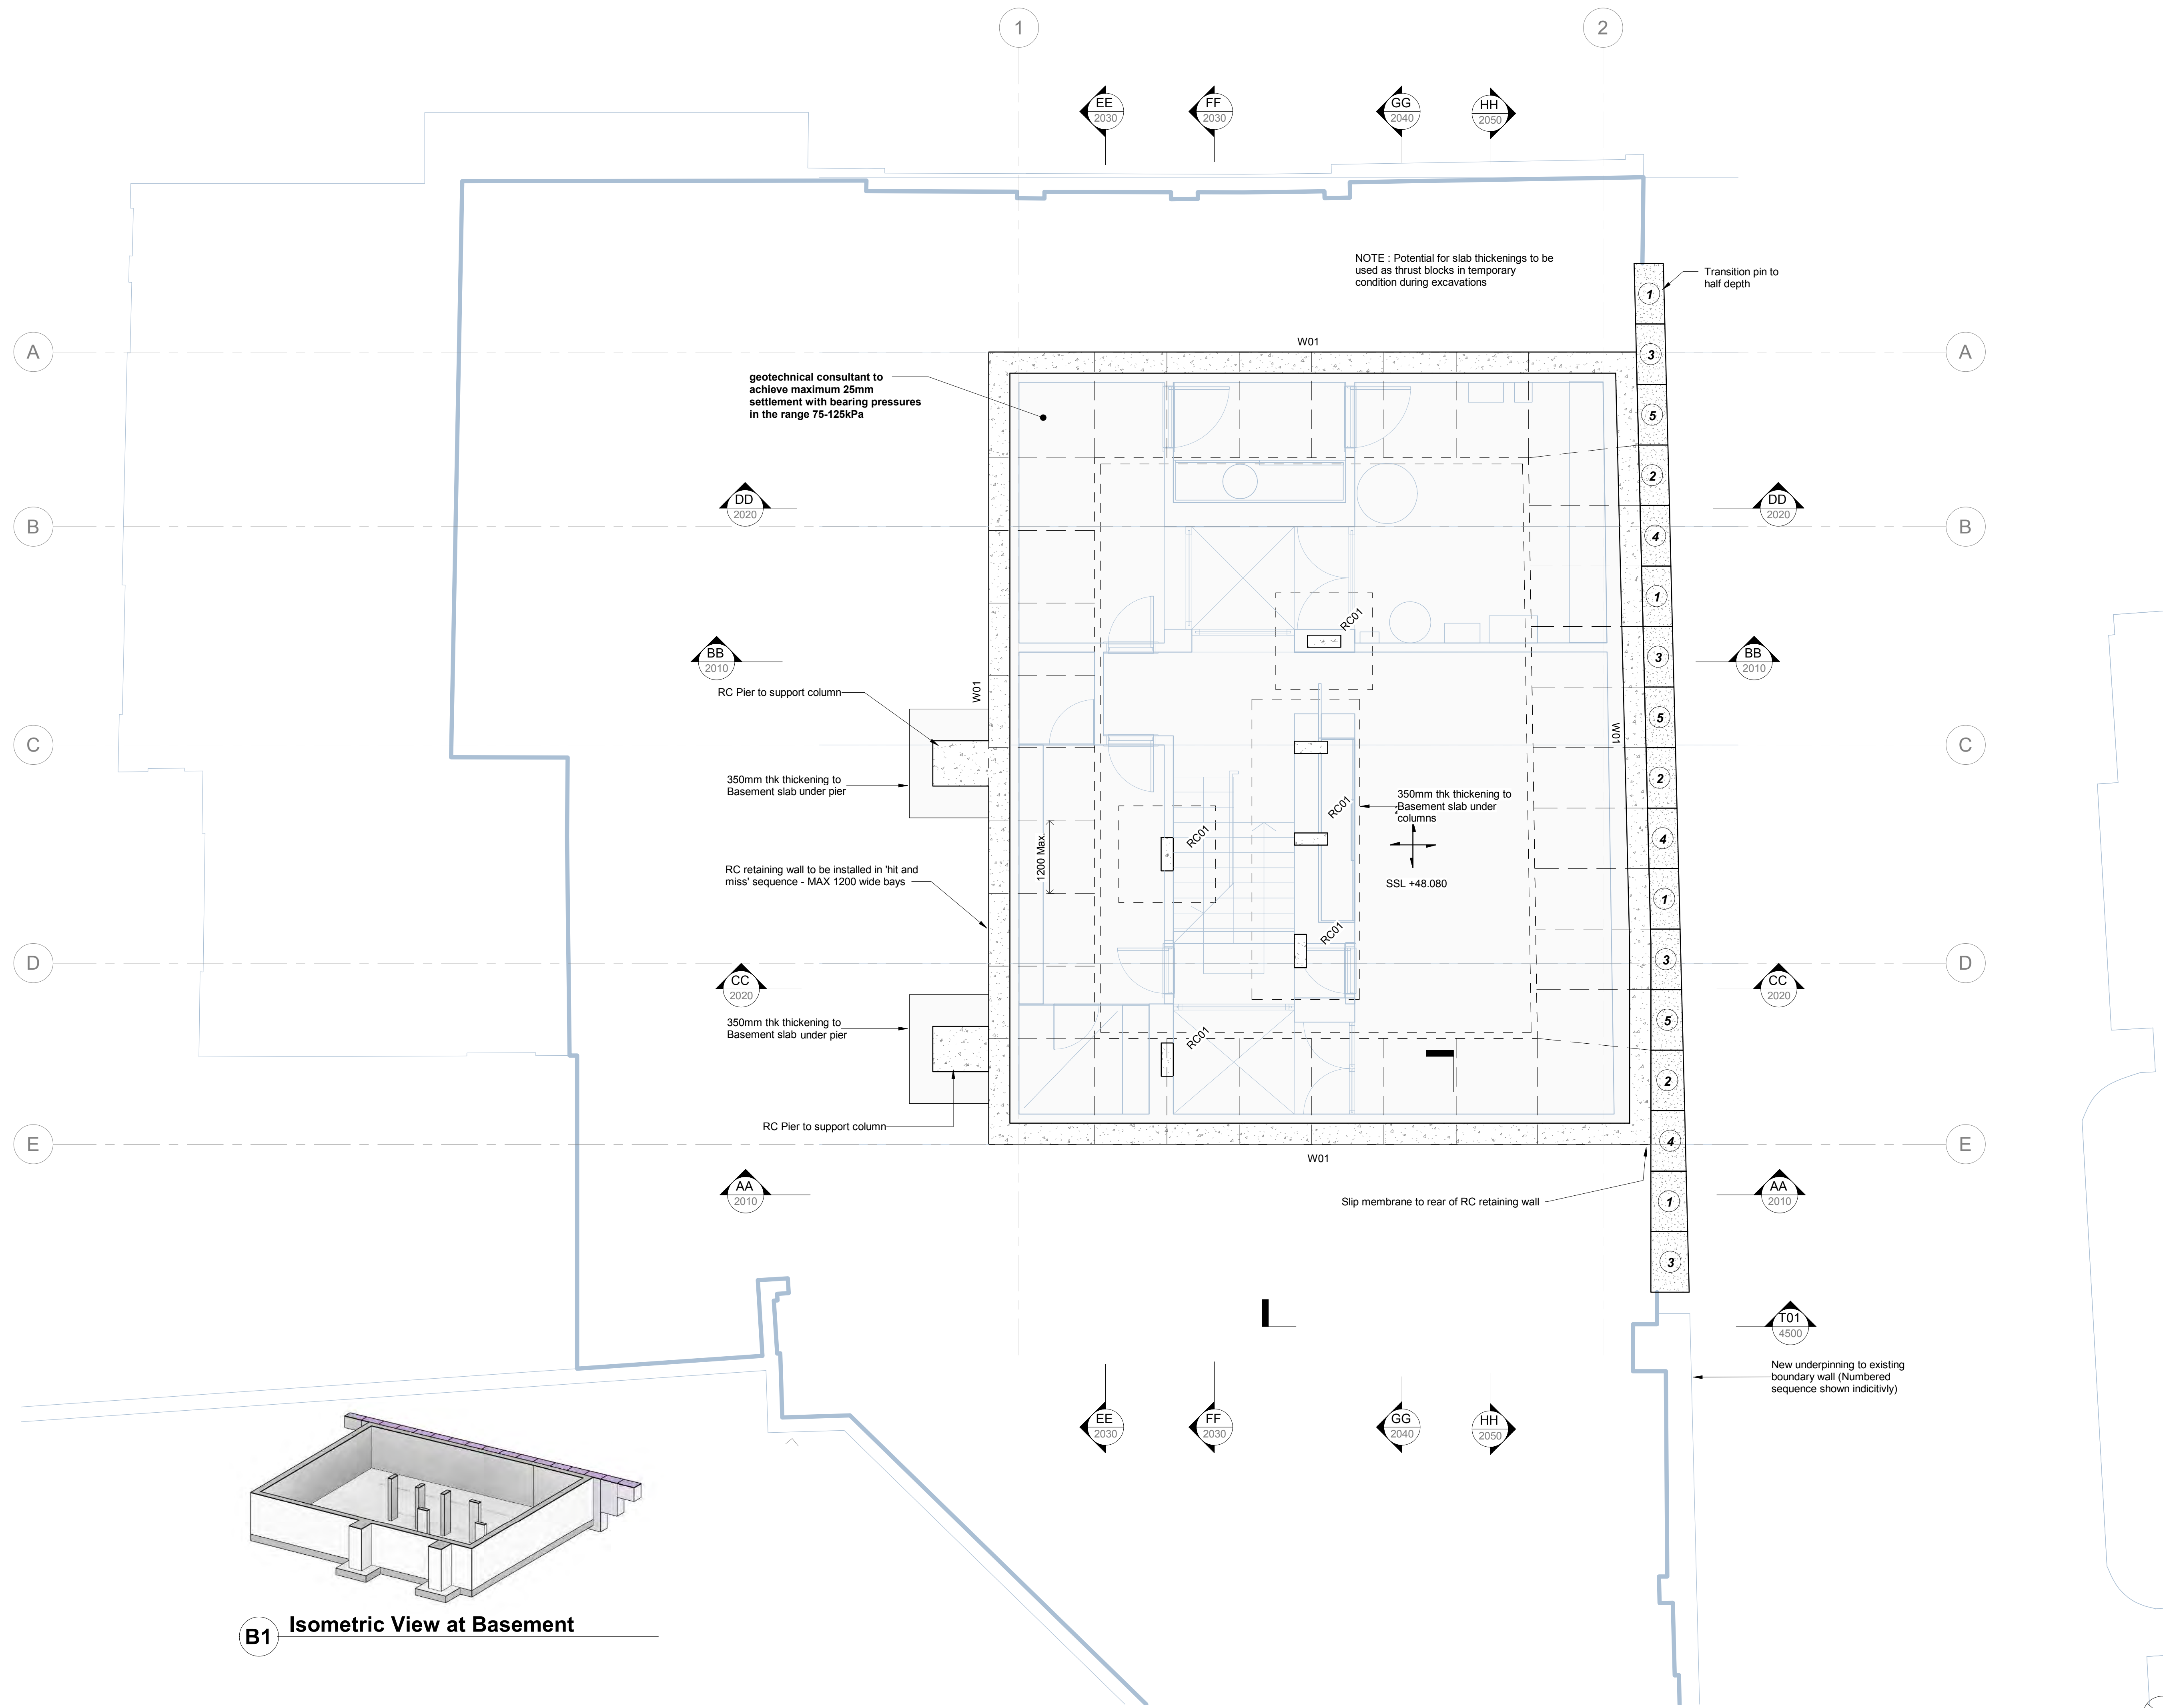 1
2
EE
2030
FF
2030
GG
2040
HH
2050
NOTE : Potential for slab thickenings to be
used as thrust blocks in temporary
condition during excavations
Transition pin to
half depth
1
3
5
2
4
1
3
5
2
4
1
3
5
2
4
1
3
A
A
W01
geotechnical consultant to
achieve maximum 25mm
settlement with bearing pressures
in the range 75-125kPa
DD
2020
DD
2020
B
B
RC01
BB
2010
BB
2010
RC Pier to support column
W01
W01
C
C
350mm thk thickening to
Basement slab under pier
350mm thk thickening to
Basement slab under
columns
RC01
RC01
1200 Max.
RC retaining wall to be installed in 'hit and
miss' sequence - MAX 1200 wide bays
SSL +48.080
RC01
D
D
CC
2020
CC
2020
350mm thk thickening to
Basement slab under pier
RC01
RC Pier to support column
E
E
W01
AA
2010
AA
2010
Slip membrane to rear of RC retaining wall
T01
4500
New underpinning to existing
boundary wall (Numbered
sequence shown indicitivly)
EE
2030
FF
2030
GG
2040
HH
2050
B1
Isometric View at Basement